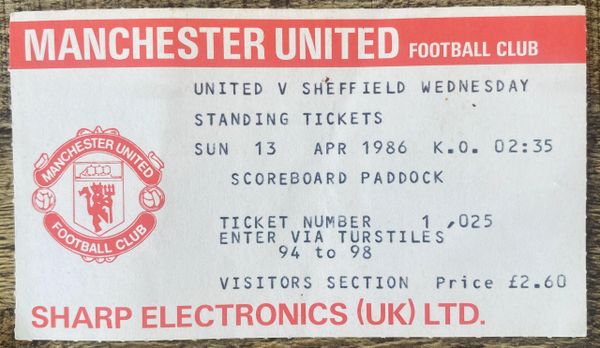 MANCHESTER UNITED FOOTBALL CLUB
UNITED V SHEFFIELD WEDNESDAY
STANDING TICKETS
SUN 13 APR 1986 K.O. 02:35
SCOREBOARD PADDOCK
MANCHESTER UNITED
FOOTBALL CLUB
TICKET NUMBER 1,025
ENTER VIA TURSTILES
94 to 98
VISITORS SECTION Price £2.60
SHARP ELECTRONICS (UK) LTD.